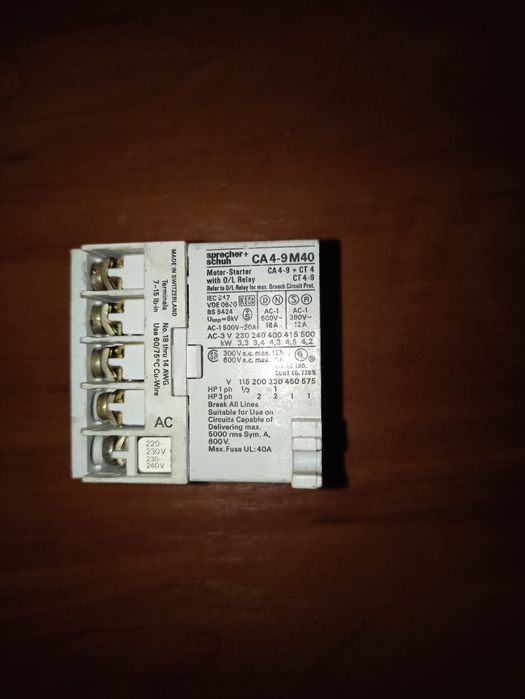 MADE IN SWITZERLAND
Terminals
7-15 lb-in
No. 18 thru 14 AWG
Use 60/75°C Cu-Wire
AC
220-
230V
230-
240V
sprecher+
schuh
CA 4-9 M40
Motor-Starter CA 4-9 + CT 4
with O/L Relay CT 4-9
Refer to O/L Relay for max. Branch Circuit Prot.
IEC 947
VDE 0660
BS 5424
Uimp=8kV
D N
S R
AC-1
500V~
16A
AC-1
380V~
12A
AC-1 500V~20A
AC-3 V 230 240 400 415 500
kW 3,3 3,4 4,3 4,5 4,2
300V a.c. max. 12A
600V a.c. max.
V 115 200 230 460 575
HP 1 ph 1/3 1
HP 3 ph 2 2 1 1
Break All Lines
Suitable for Use on
Circuits Capable of
Delivering max.
5000 rms Sym. A,
600V.
Max. Fuse UL: 40A